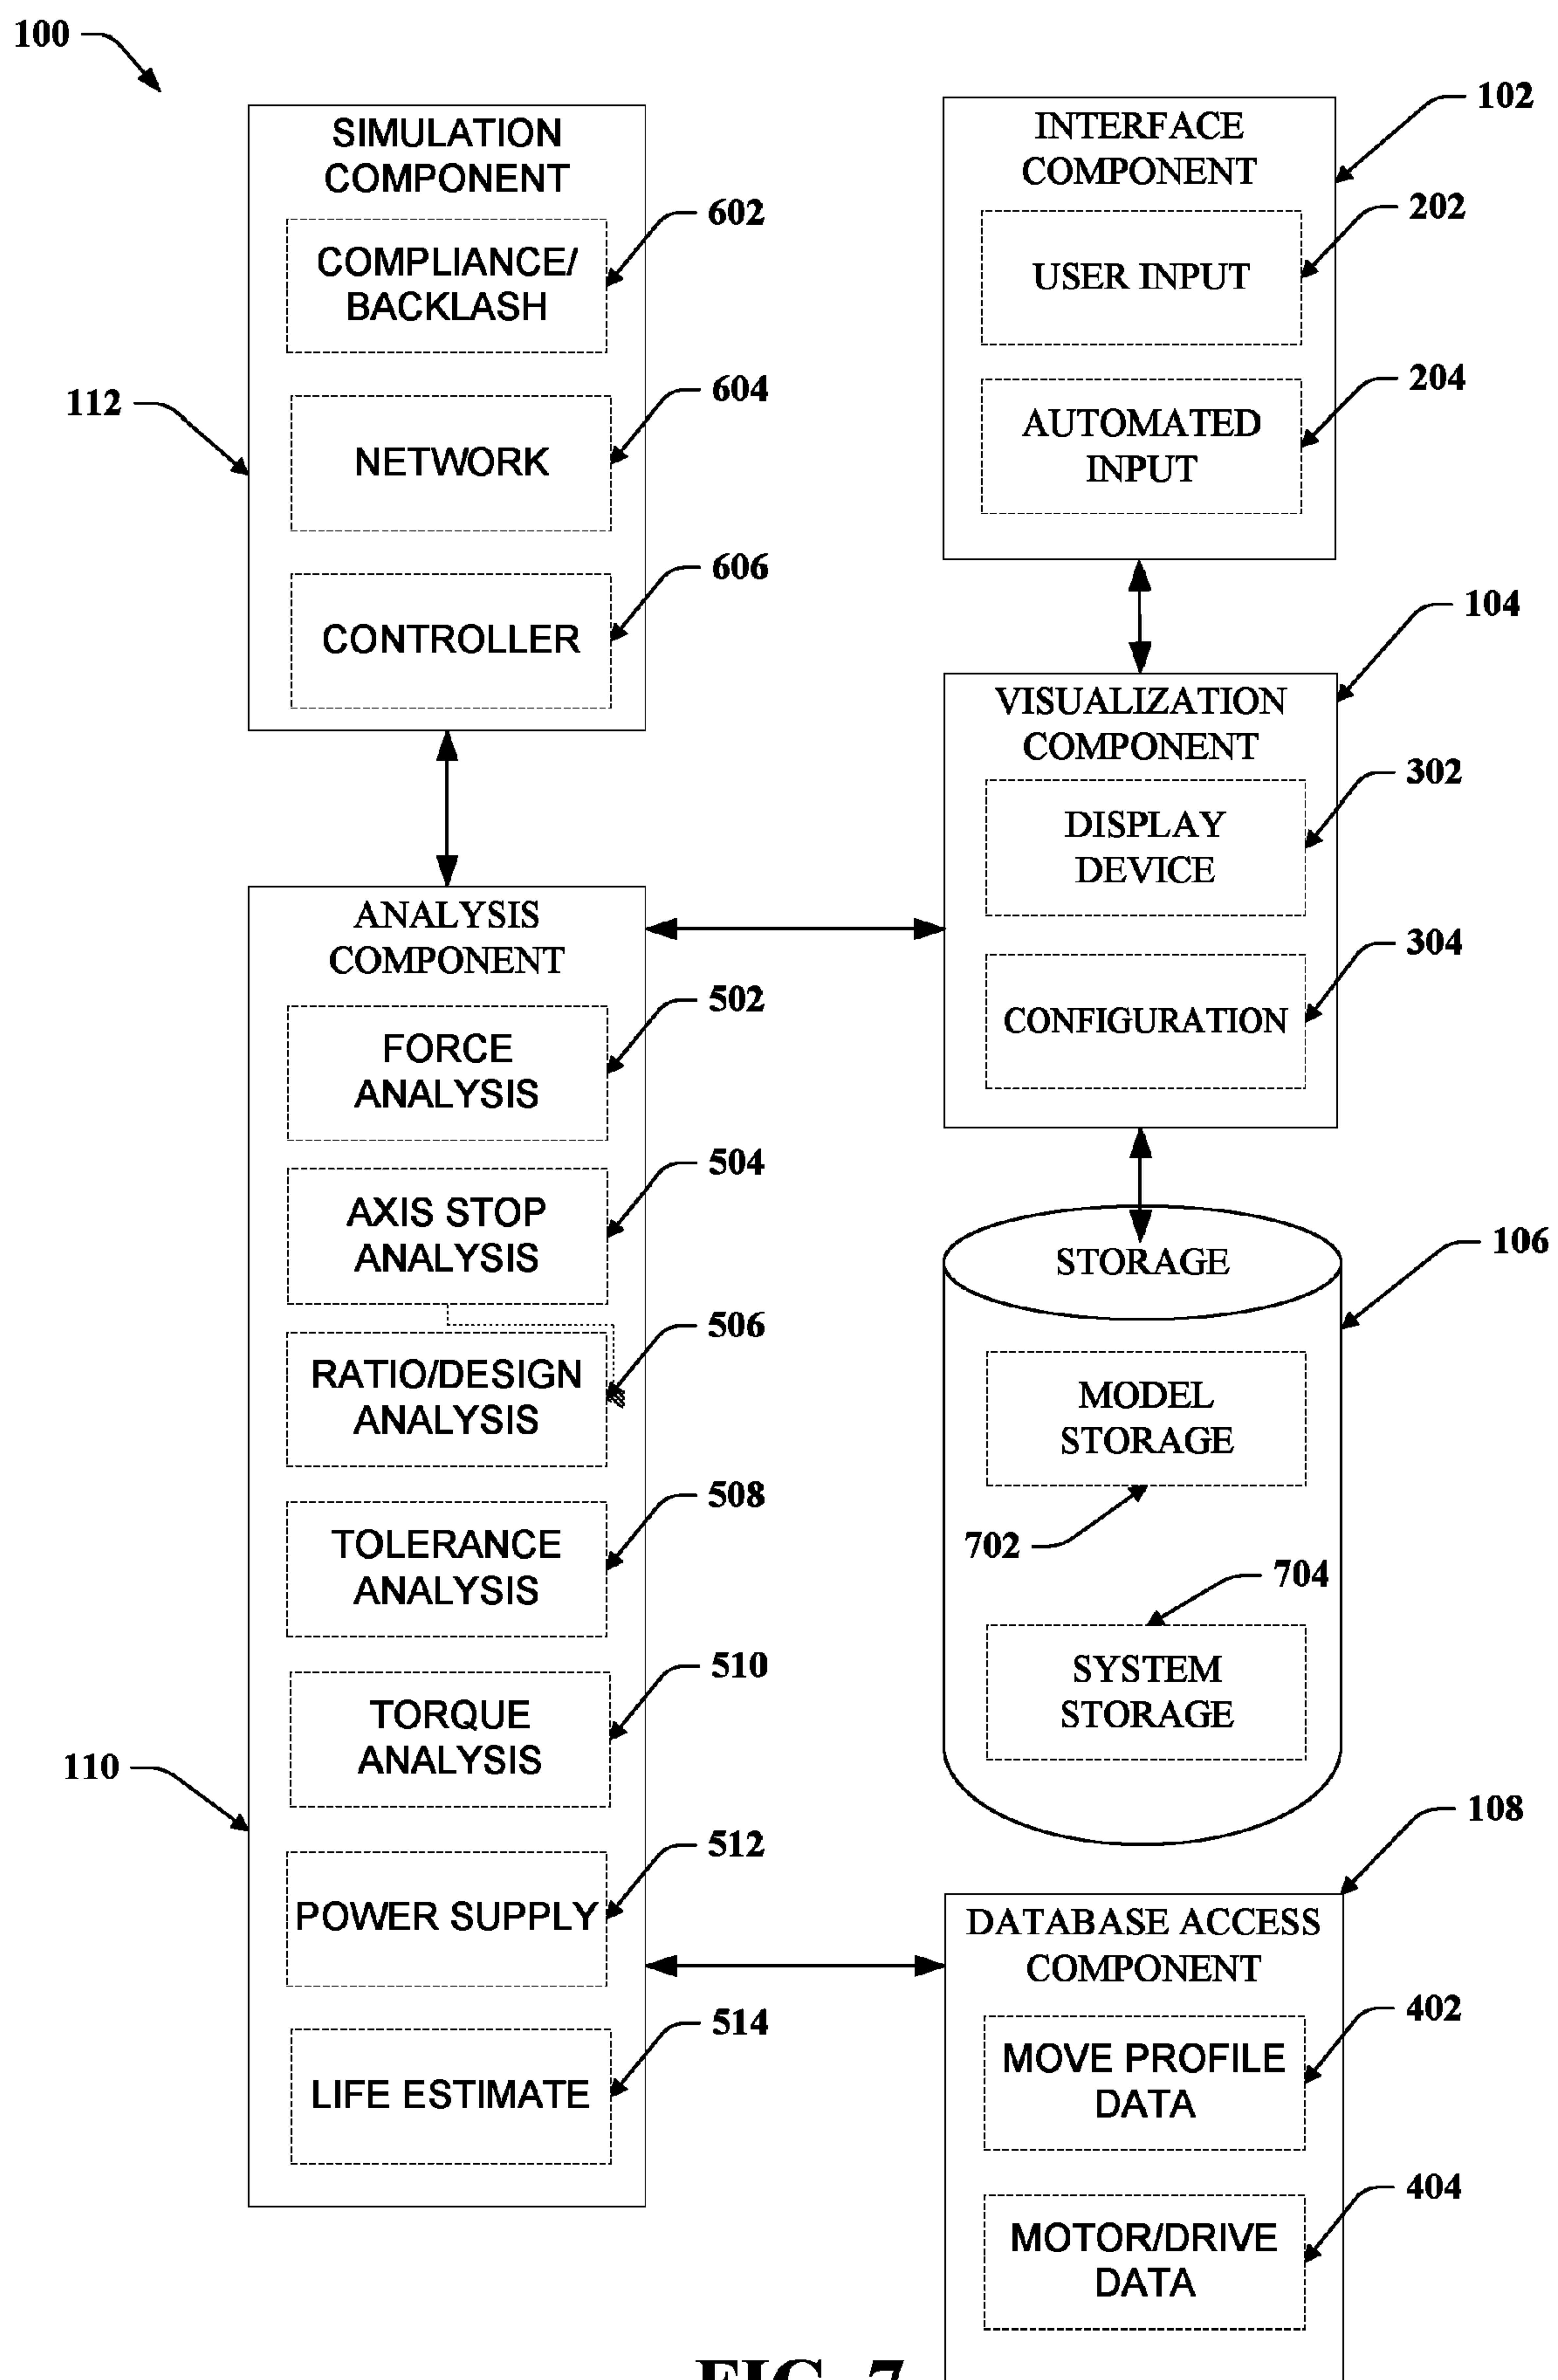 100
SIMULATION
COMPONENT
602
COMPLIANCE/
BACKLASH
112
604
NETWORK
606
CONTROLLER
ANALYSIS
COMPONENT
502
FORCE
ANALYSIS
504
AXIS STOP
ANALYSIS
506
RATIO/DESIGN
ANALYSIS
508
TOLERANCE
ANALYSIS
510
TORQUE
ANALYSIS
110
512
POWER SUPPLY
514
LIFE ESTIMATE
102
INTERFACE
COMPONENT
202
USER INPUT
204
AUTOMATED
INPUT
104
VISUALIZATION
COMPONENT
302
DISPLAY
DEVICE
304
CONFIGURATION
106
STORAGE
MODEL
STORAGE
702
704
SYSTEM
STORAGE
108
DATABASE ACCESS
COMPONENT
402
MOVE PROFILE
DATA
404
MOTOR/DRIVE
DATA
FIG. 7